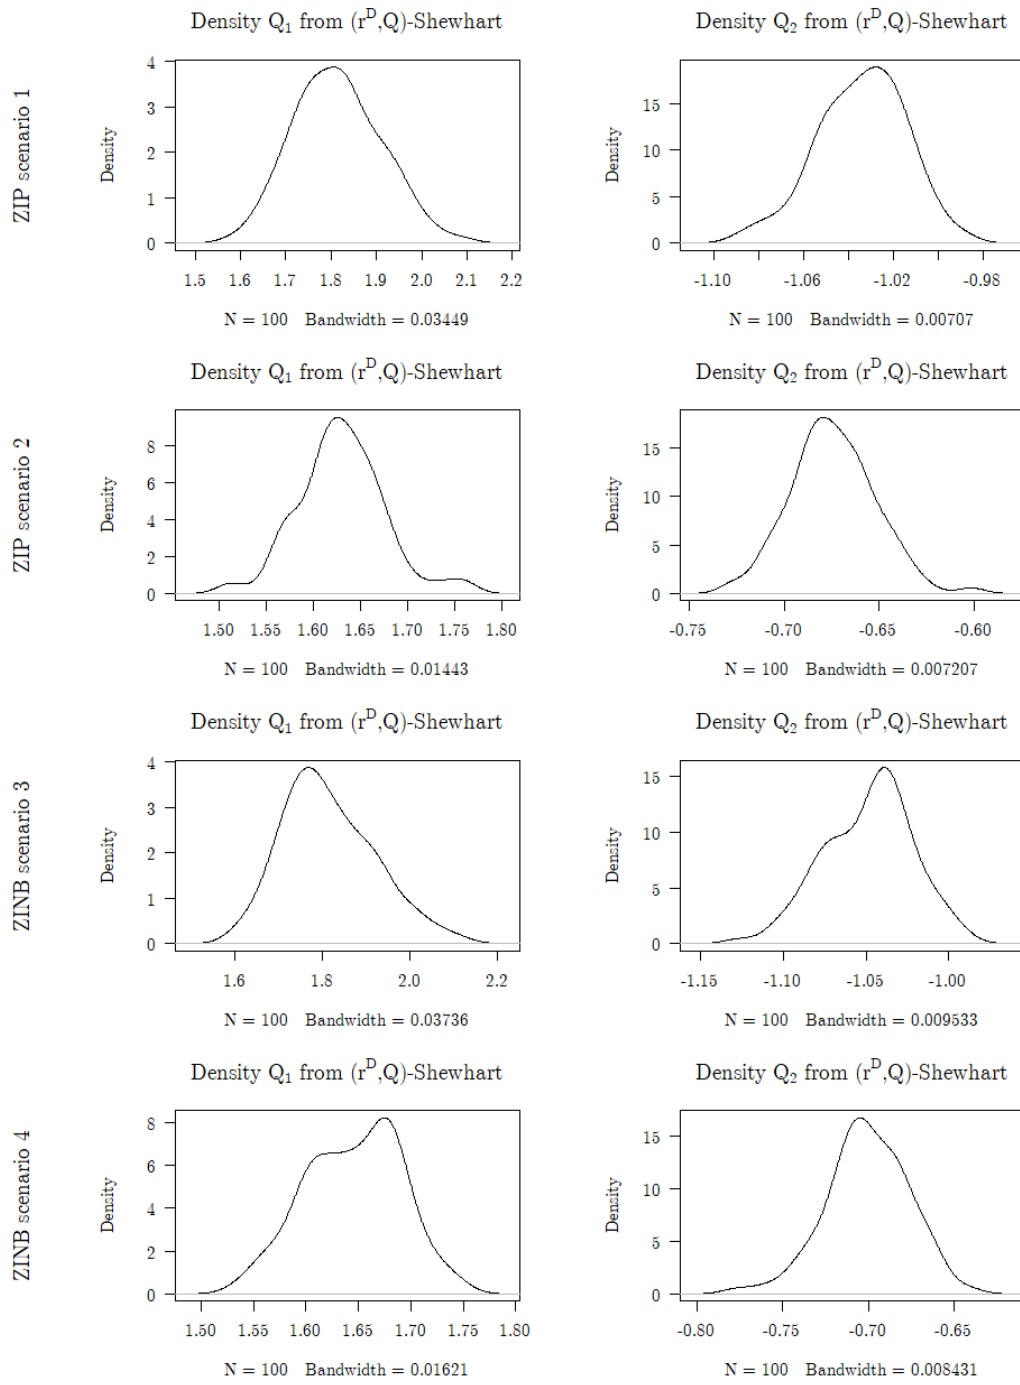 Density Q₁ from (rᴰ,Q)-Shewhart
Density Q₂ from (rᴰ,Q)-Shewhart
ZIP scenario 1
Density
4
3
2
1
0
1.5 1.6 1.7 1.8 1.9 2.0 2.1 2.2
N = 100 Bandwidth = 0.03449
Density
15
10
5
0
-1.10 -1.06 -1.02 -0.98
N = 100 Bandwidth = 0.00707
Density Q₁ from (rᴰ,Q)-Shewhart
Density Q₂ from (rᴰ,Q)-Shewhart
ZIP scenario 2
Density
8
6
4
2
0
1.50 1.55 1.60 1.65 1.70 1.75 1.80
N = 100 Bandwidth = 0.01443
Density
15
10
5
0
-0.75 -0.70 -0.65 -0.60
N = 100 Bandwidth = 0.007207
Density Q₁ from (rᴰ,Q)-Shewhart
Density Q₂ from (rᴰ,Q)-Shewhart
ZINB scenario 3
Density
4
3
2
1
0
1.6 1.8 2.0 2.2
N = 100 Bandwidth = 0.03736
Density
15
10
5
0
-1.15 -1.10 -1.05 -1.00
N = 100 Bandwidth = 0.009533
Density Q₁ from (rᴰ,Q)-Shewhart
Density Q₂ from (rᴰ,Q)-Shewhart
ZINB scenario 4
Density
8
6
4
2
0
1.50 1.55 1.60 1.65 1.70 1.75 1.80
N = 100 Bandwidth = 0.01621
Density
15
10
5
0
-0.80 -0.75 -0.70 -0.65
N = 100 Bandwidth = 0.008431